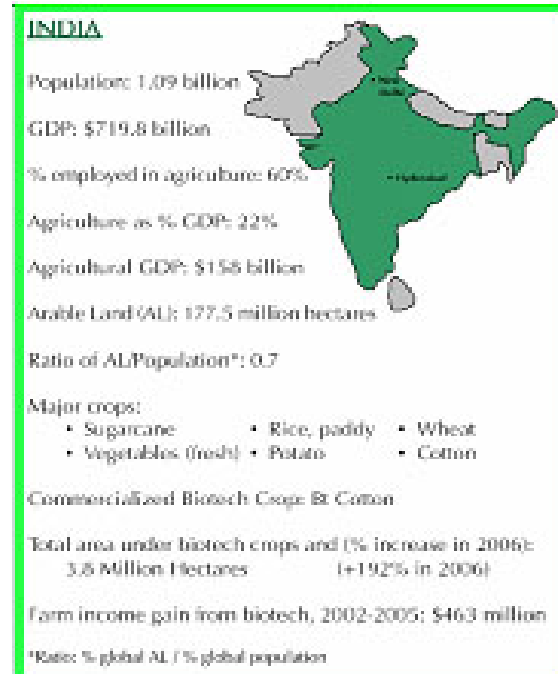 INDIA
New Delhi
Population: 1.09 billion
GDP: $719.8 billion
% employed in agriculture: 60%
• Hyderabad
Agriculture as % GDP: 22%
Agricultural GDP: $158 billion
Arable Land (AL): 177.5 million hectares
Ratio of AL/Population*: 0.7
Major crops:
• Sugarcane • Rice, paddy • Wheat
• Vegetables (fresh) • Potato • Cotton
Commercialized Biotech Crop: Bt Cotton
Total area under biotech crops and (% increase in 2006):
3.8 Million Hectares (+192% in 2006)
Farm income gain from biotech, 2002-2005: $463 million
*Ratio: % global AL / % global population